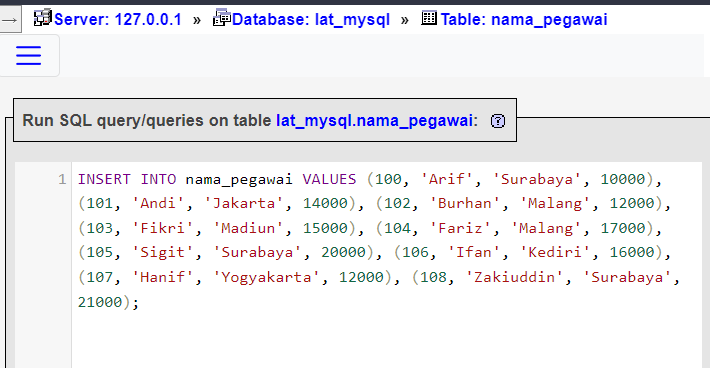 → Server: 127.0.0.1 » Database: lat_mysql » Table: nama_pegawai
Run SQL query/queries on table lat_mysql.nama_pegawai: ?
1 INSERT INTO nama_pegawai VALUES (100, 'Arif', 'Surabaya', 10000),
(101, 'Andi', 'Jakarta', 14000), (102, 'Burhan', 'Malang', 12000),
(103, 'Fikri', 'Madiun', 15000), (104, 'Fariz', 'Malang', 17000),
(105, 'Sigit', 'Surabaya', 20000), (106, 'Ifan', 'Kediri', 16000),
(107, 'Hanif', 'Yogyakarta', 12000), (108, 'Zakiuddin', 'Surabaya',
21000);